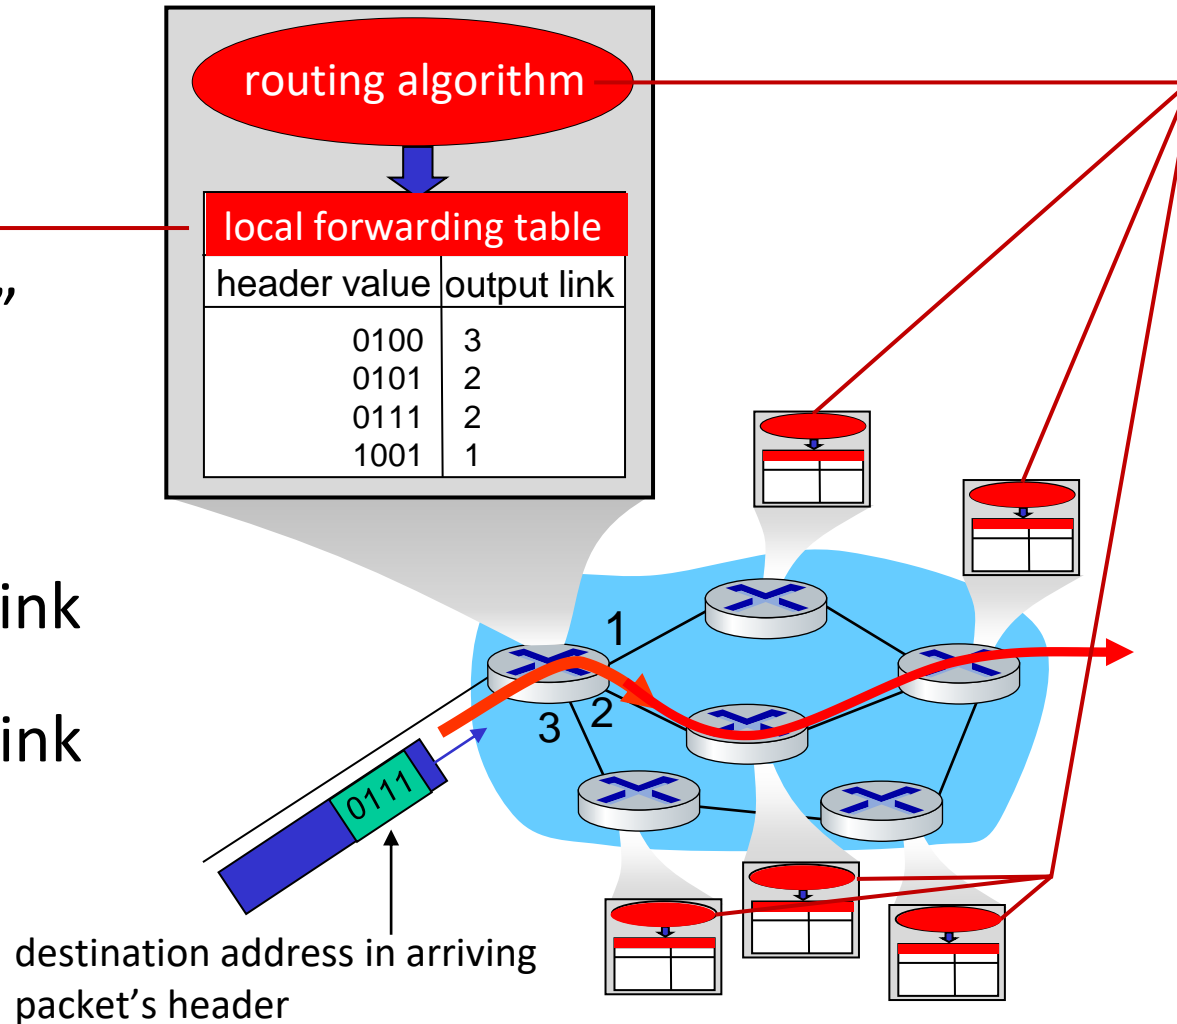 routing algorithm
local forwarding table
header value output link
0100 3
0101 2
0111 2
1001 1
”
ink
ink
1
2
3
0111
destination address in arriving
packet’s header